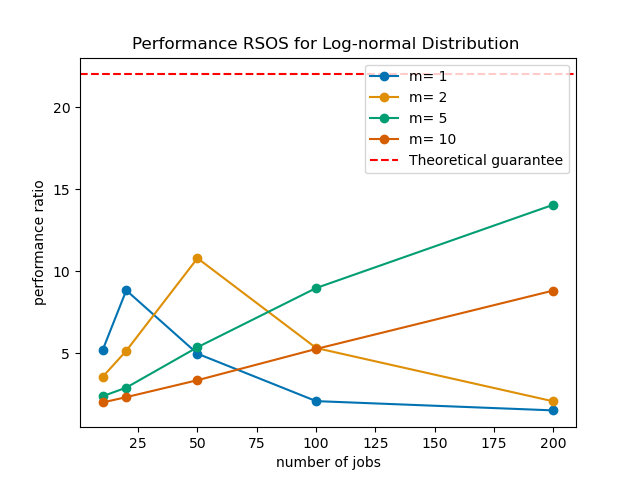 Performance RSOS for Log-normal Distribution
m= 1
m= 2
m= 5
m= 10
Theoretical guarantee
performance ratio
20
15
10
5
25 50 75 100 125 150 175 200
number of jobs